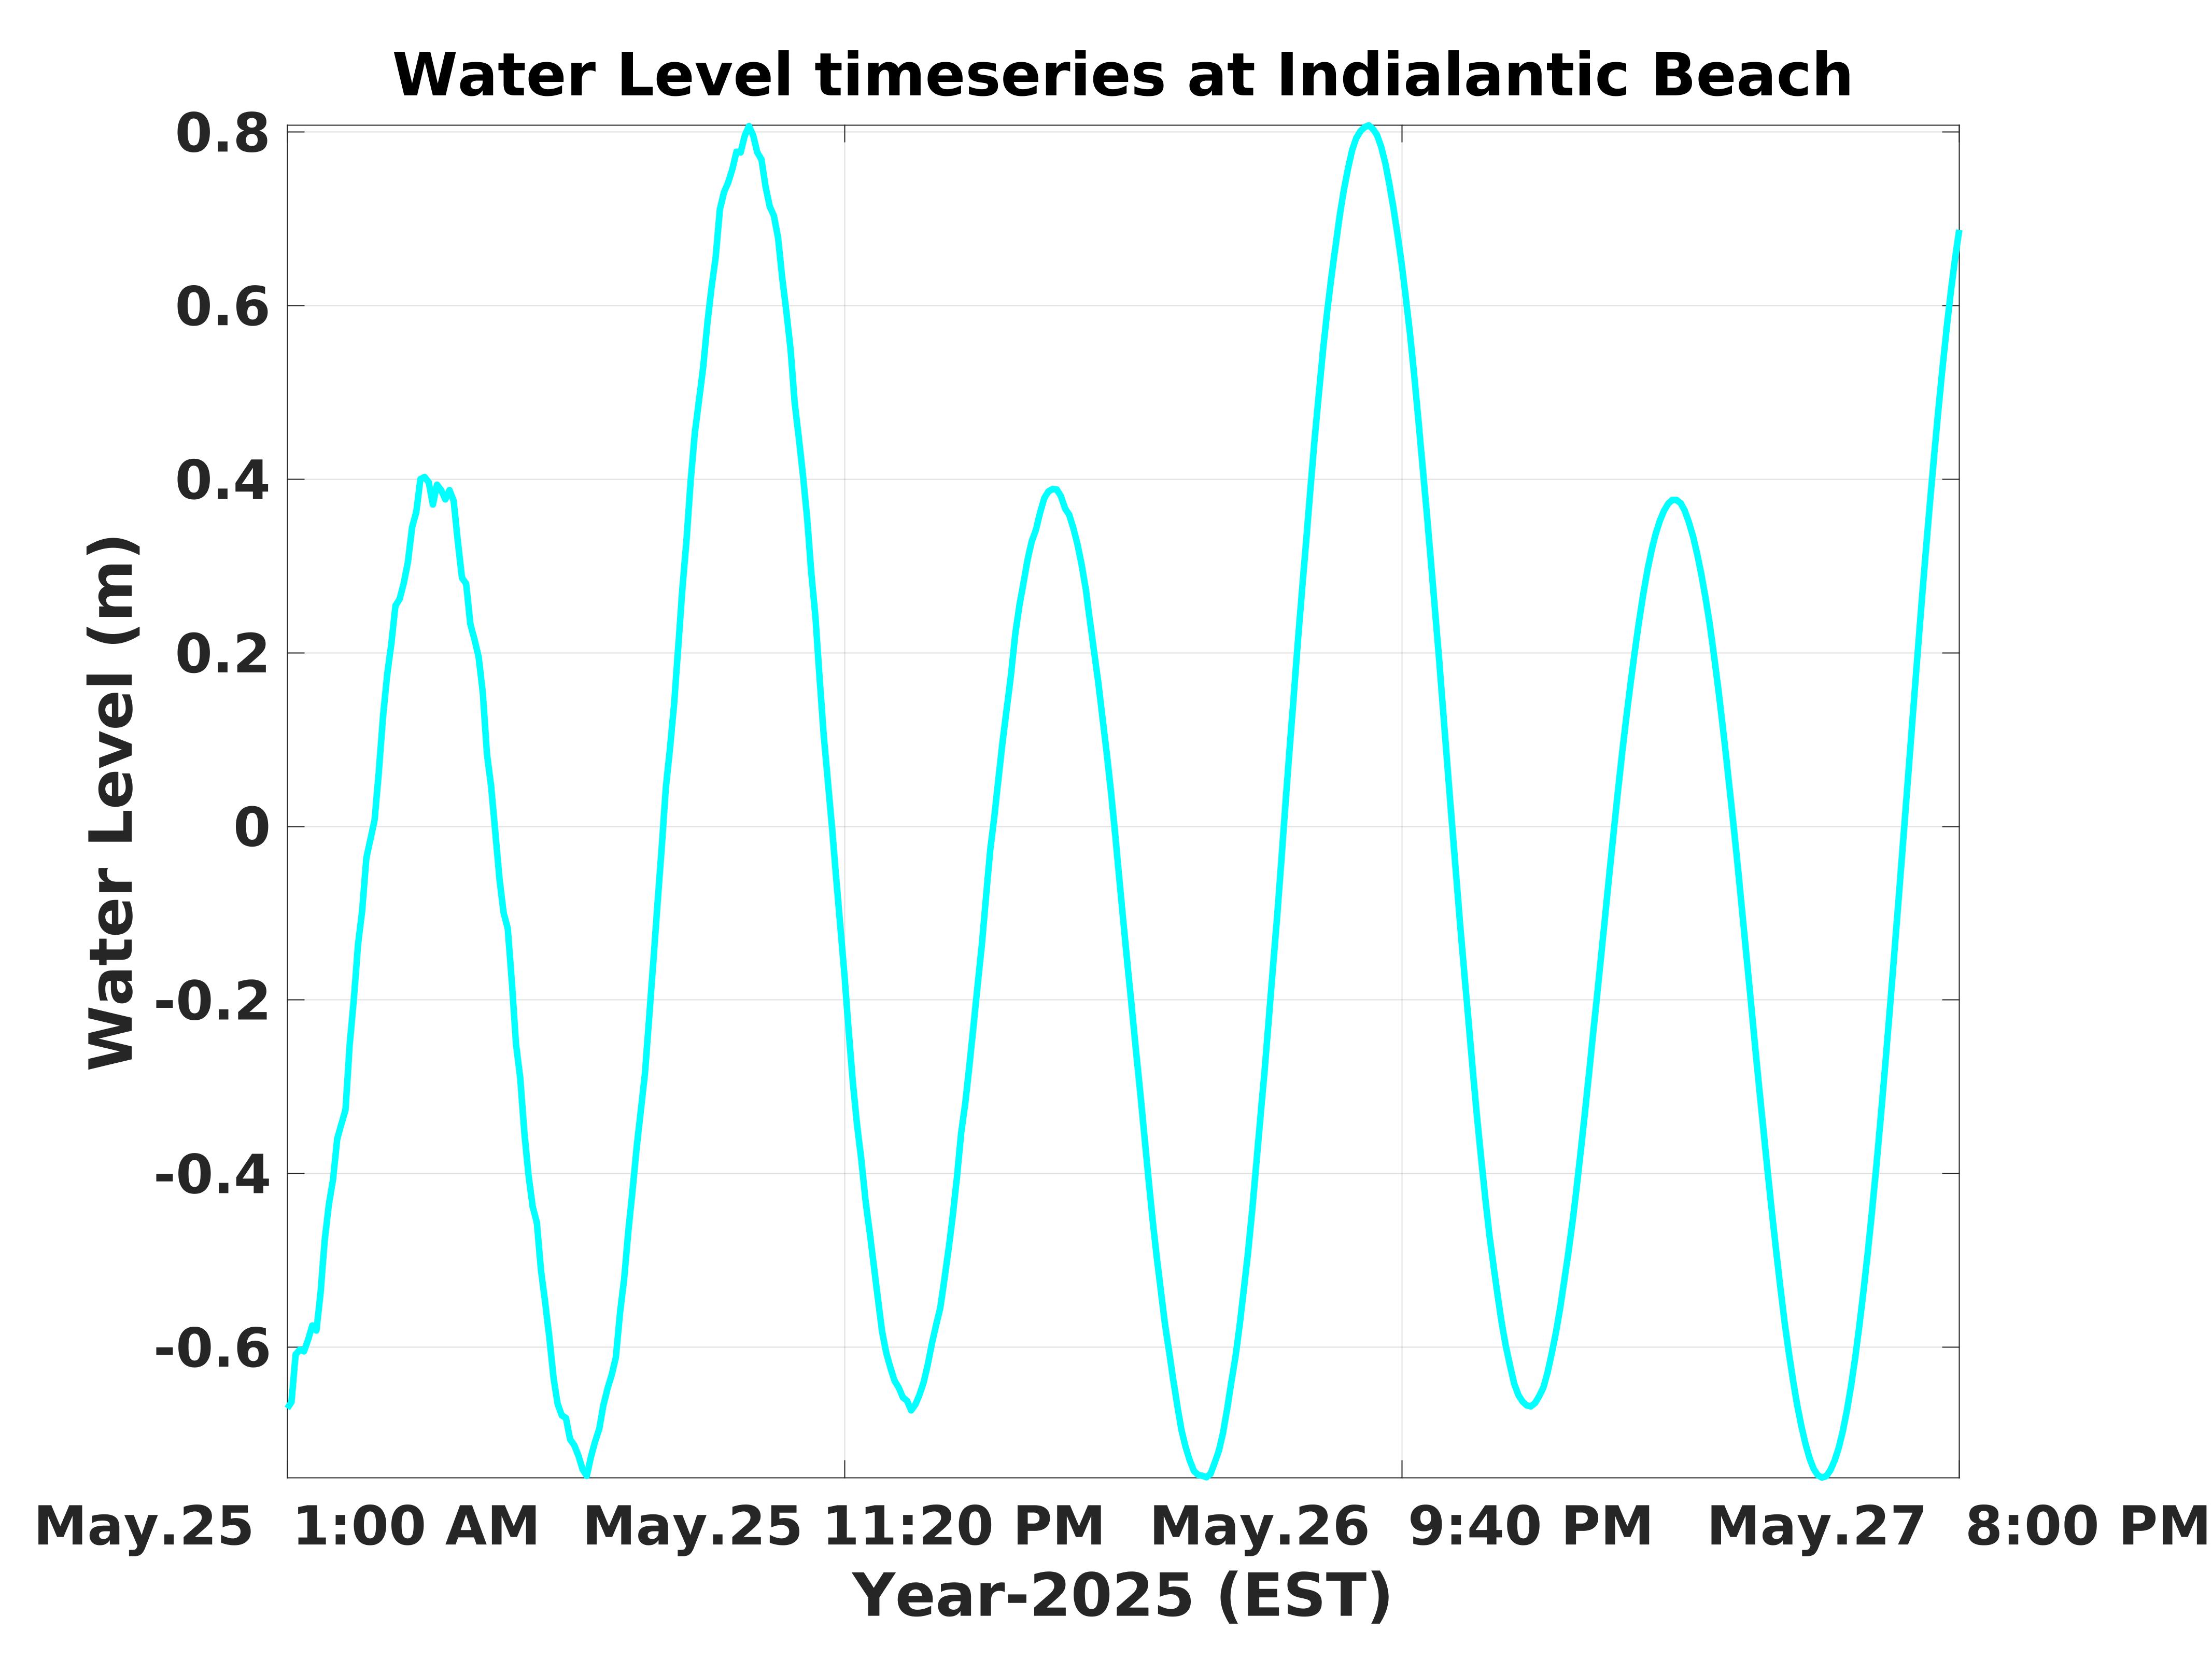 Water Level timeseries at Indialantic Beach
Water Level (m)
0.8
0.6
0.4
0.2
0
-0.2
-0.4
-0.6
May.25 1:00 AM May.25 11:20 PM May.26 9:40 PM May.27 8:00 PM
Year-2025 (EST)